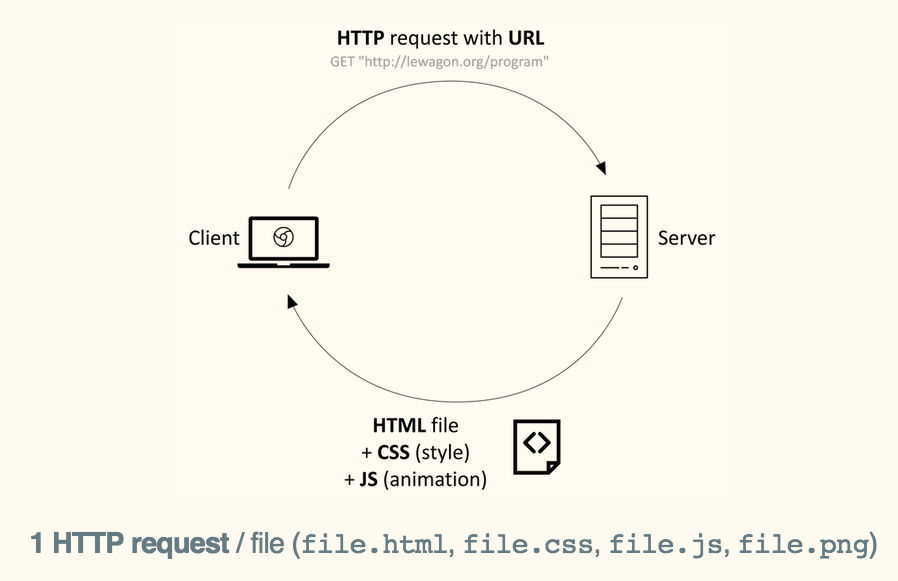 HTTP request with URL
GET "http://lewagon.org/program"
Client
Server
HTML file
+ CSS (style)
+ JS (animation)
1 HTTP request / file (file.html, file.css, file.js, file.png)